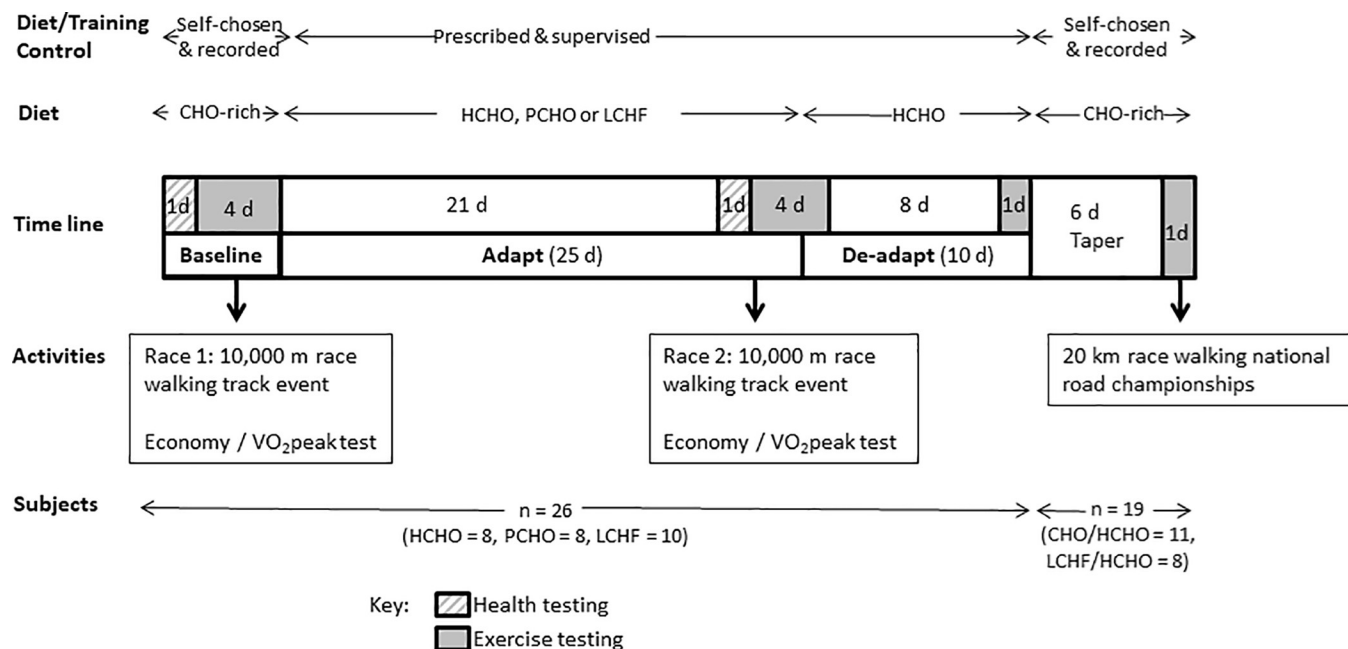 Diet/Training Control
Self-chosen & recorded
Prescribed & supervised
Self-chosen & recorded
Diet
CHO-rich
HCHO, PCHO or LCHF
HCHO
CHO-rich
Time line
1d
4 d
21 d
1d
4 d
8 d
1d
6 d
Taper
1d
Baseline
Adapt (25 d)
De-adapt (10 d)
Activities
Race 1: 10,000 m race
walking track event
Economy / VO₂peak test
Race 2: 10,000 m race
walking track event
Economy / VO₂peak test
20 km race walking national
road championships
Subjects
n = 26
(HCHO = 8, PCHO = 8, LCHF = 10)
n = 19
(CHO/HCHO = 11,
LCHF/HCHO = 8)
Key:
Health testing
Exercise testing